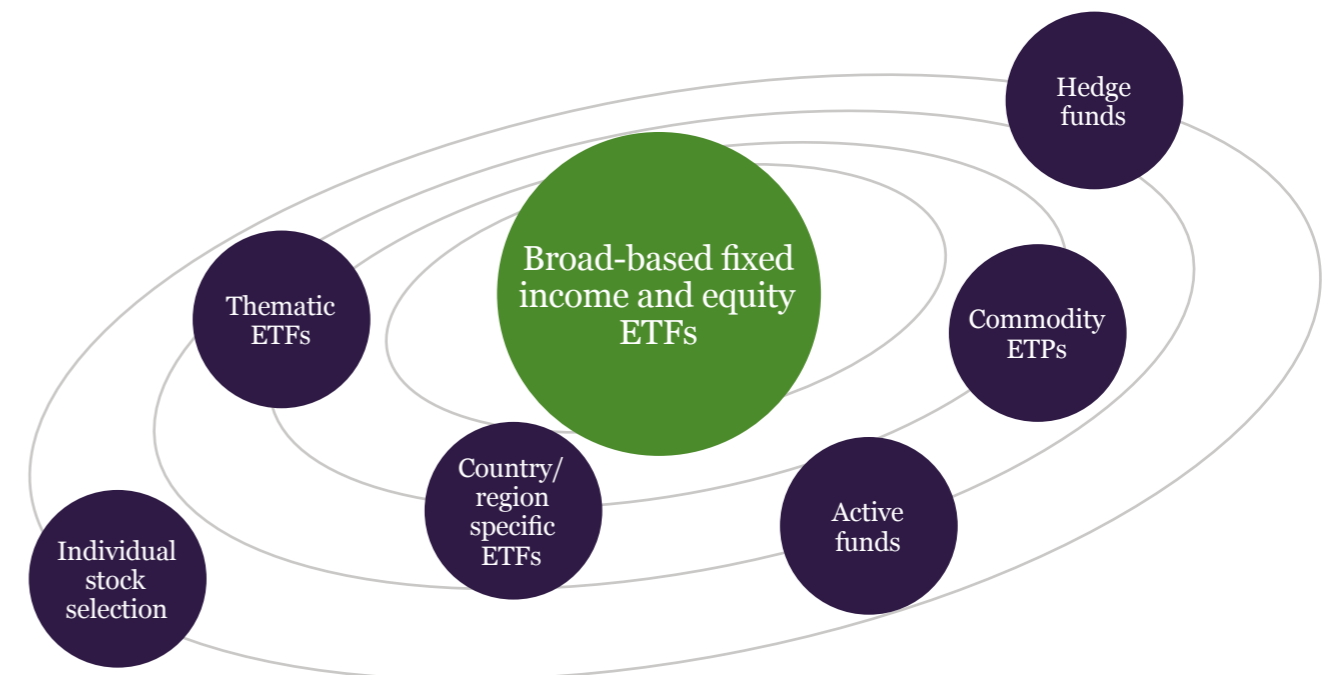 Hedge
funds
Broad-based fixed
income and equity
ETFs
Thematic
ETFs
Commodity
ETPs
Country/
region
specific
ETFs
Active
funds
Individual
stock
selection